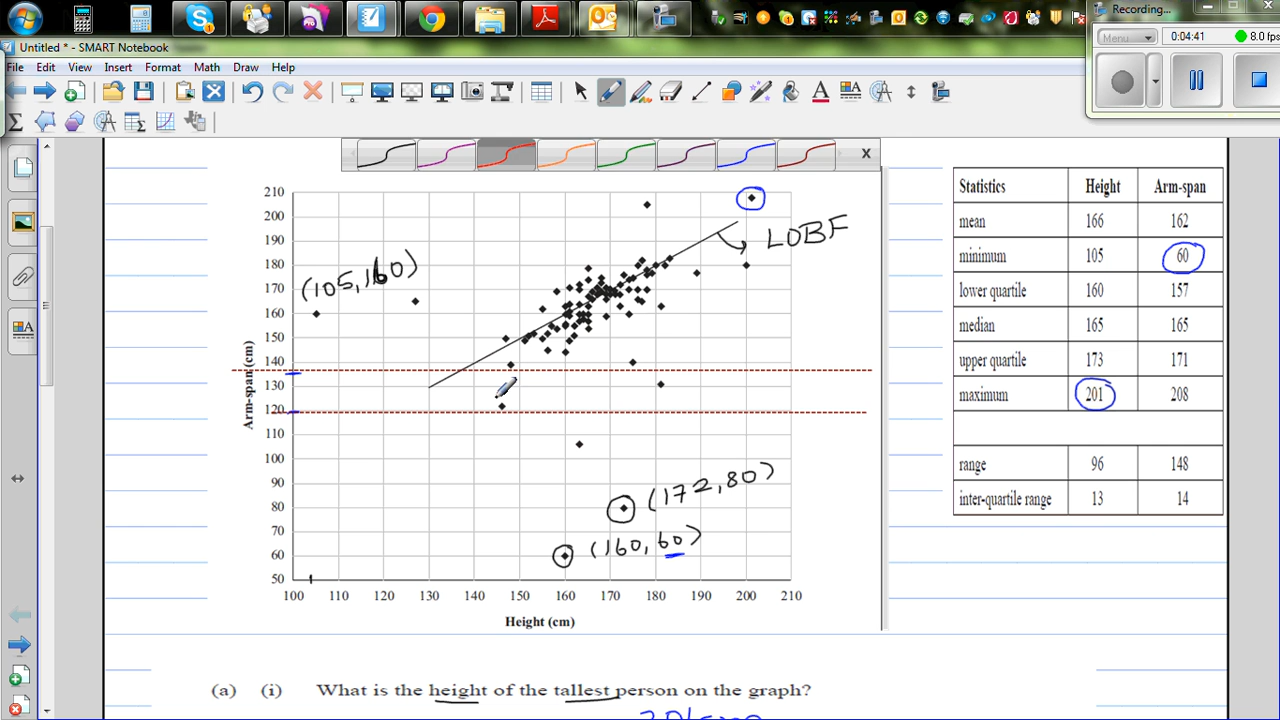 Recording...
Menu
0:04:41
8.0 fps
Untitled * - SMART Notebook
File Edit View Insert Format Math Draw Help
X
210
200
190
180
170
160
150
140
130
120
110
100
90
80
70
60
50
100 110 120 130 140 150 160 170 180 190 200 210
Arm-span (cm)
Height (cm)
LOBF
(105,160)
(172,80)
(160,60)
Statistics Height Arm-span
mean 166 162
minimum 105 60
lower quartile 160 157
median 165 165
upper quartile 173 171
maximum 201 208
range 96 148
inter-quartile range 13 14
(a) (i) What is the height of the tallest person on the graph?